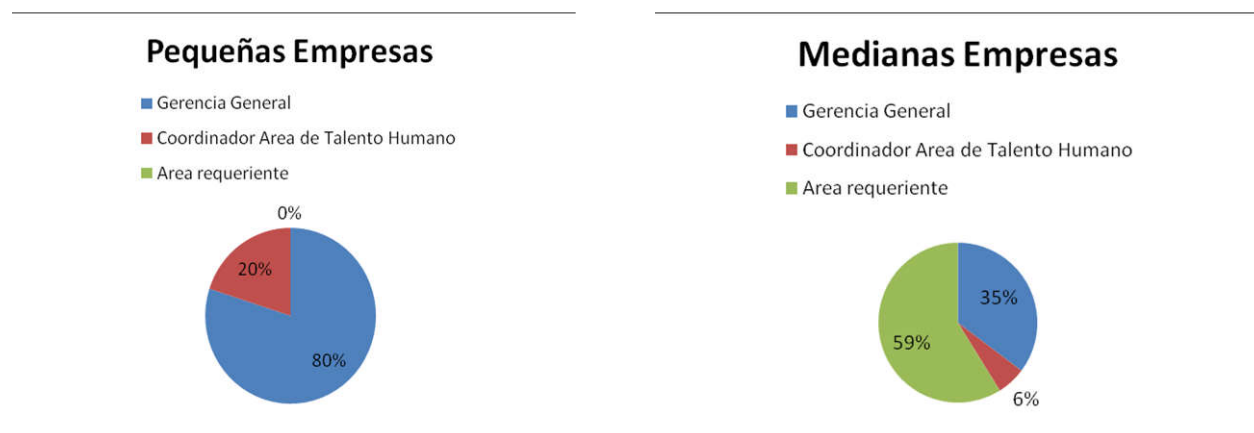 Pequeñas Empresas
Gerencia General
Coordinador Area de Talento Humano
Area requeriente
0%
20%
80%
Medianas Empresas
Gerencia General
Coordinador Area de Talento Humano
Area requeriente
35%
59%
6%